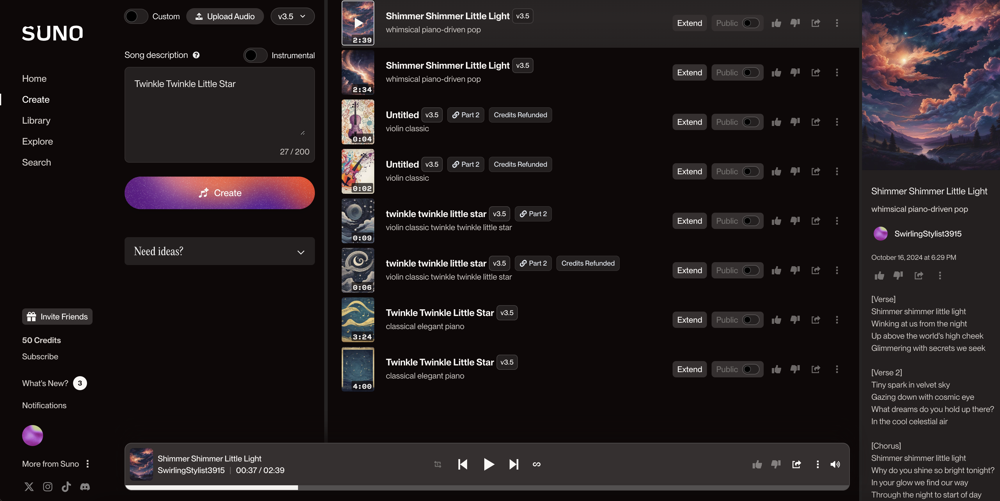 SUNO
Home
Create
Library
Explore
Search
Invite Friends
50 Credits
Subscribe
What's New? 3
Notifications
More from Suno
Custom
Upload Audio
v3.5
Song description
Instrumental
Twinkle Twinkle Little Star
27 / 200
Create
Need ideas?
2:39
Shimmer Shimmer Little Light v3.5
whimsical piano-driven pop
Extend Public
2:34
Shimmer Shimmer Little Light v3.5
whimsical piano-driven pop
Extend Public
0:04
Untitled v3.5 Part 2 Credits Refunded
violin classic
Extend Public
0:02
Untitled v3.5 Part 2 Credits Refunded
violin classic
Extend Public
0:09
twinkle twinkle little star v3.5 Part 2
violin classic twinkle twinkle little star
Extend Public
0:06
twinkle twinkle little star v3.5 Part 2 Credits Refunded
violin classic twinkle twinkle little star
Extend Public
3:24
Twinkle Twinkle Little Star v3.5
classical elegant piano
Extend Public
4:00
Twinkle Twinkle Little Star v3.5
classical elegant piano
Extend Public
Shimmer Shimmer Little Light
whimsical piano-driven pop
SwirlingStylist3915
October 16, 2024 at 6:29 PM
[Verse]
Shimmer shimmer little light
Winking at us from the night
Up above the world's high cheek
Glimmering with secrets we seek
[Verse 2]
Tiny spark in velvet sky
Gazing down with cosmic eye
What dreams do you hold up there?
In the cool celestial air
[Chorus]
Shimmer shimmer little light
Why do you shine so bright tonight?
In your glow we find our way
Through the night to start of day
Shimmer Shimmer Little Light
SwirlingStylist3915 | 00:37 / 02:39